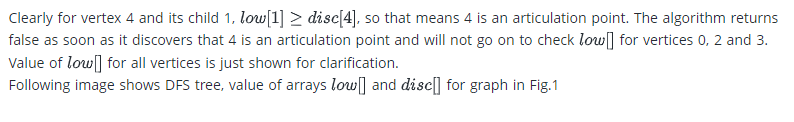 Clearly for vertex 4 and its child 1, low[1] ≥ disc[4], so that means 4 is an articulation point. The algorithm returns
false as soon as it discovers that 4 is an articulation point and will not go on to check low[] for vertices 0, 2 and 3.
Value of low[] for all vertices is just shown for clarification.
Following image shows DFS tree, value of arrays low[] and disc[] for graph in Fig.1